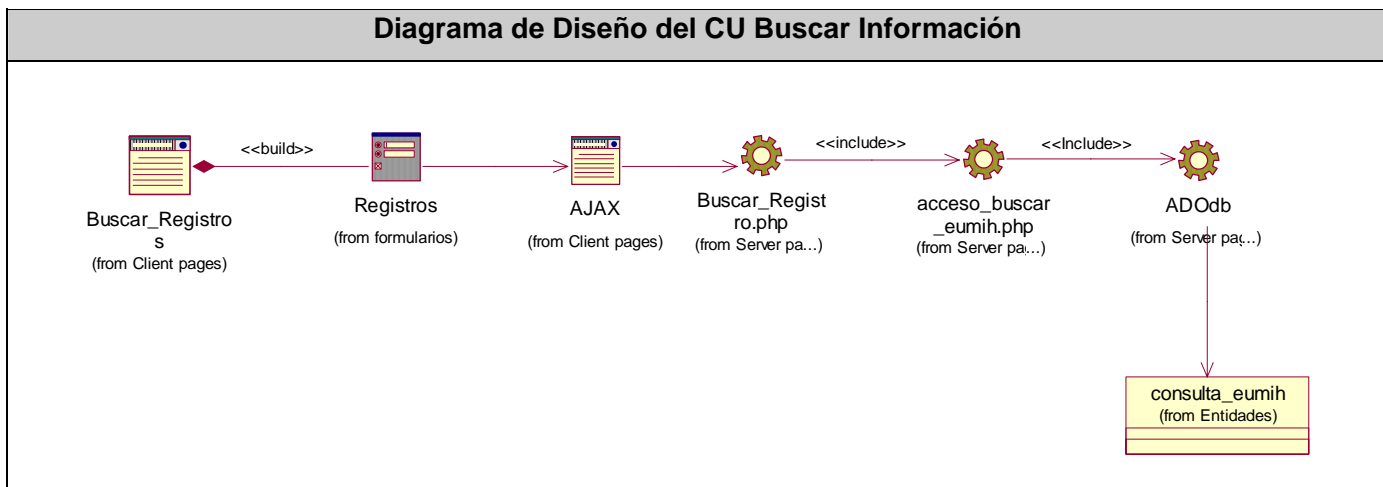 Diagrama de Diseño del CU Buscar Información
<<build>>
<<include>>
<<Include>>
Buscar_Registro
s
(from Client pages)
Registros
(from formularios)
AJAX
(from Client pages)
Buscar_Regist
ro.php
(from Server pa...)
acceso_buscar
_eumih.php
(from Server pa...)
ADOdb
(from Server pag...)
consulta_eumih
(from Entidades)